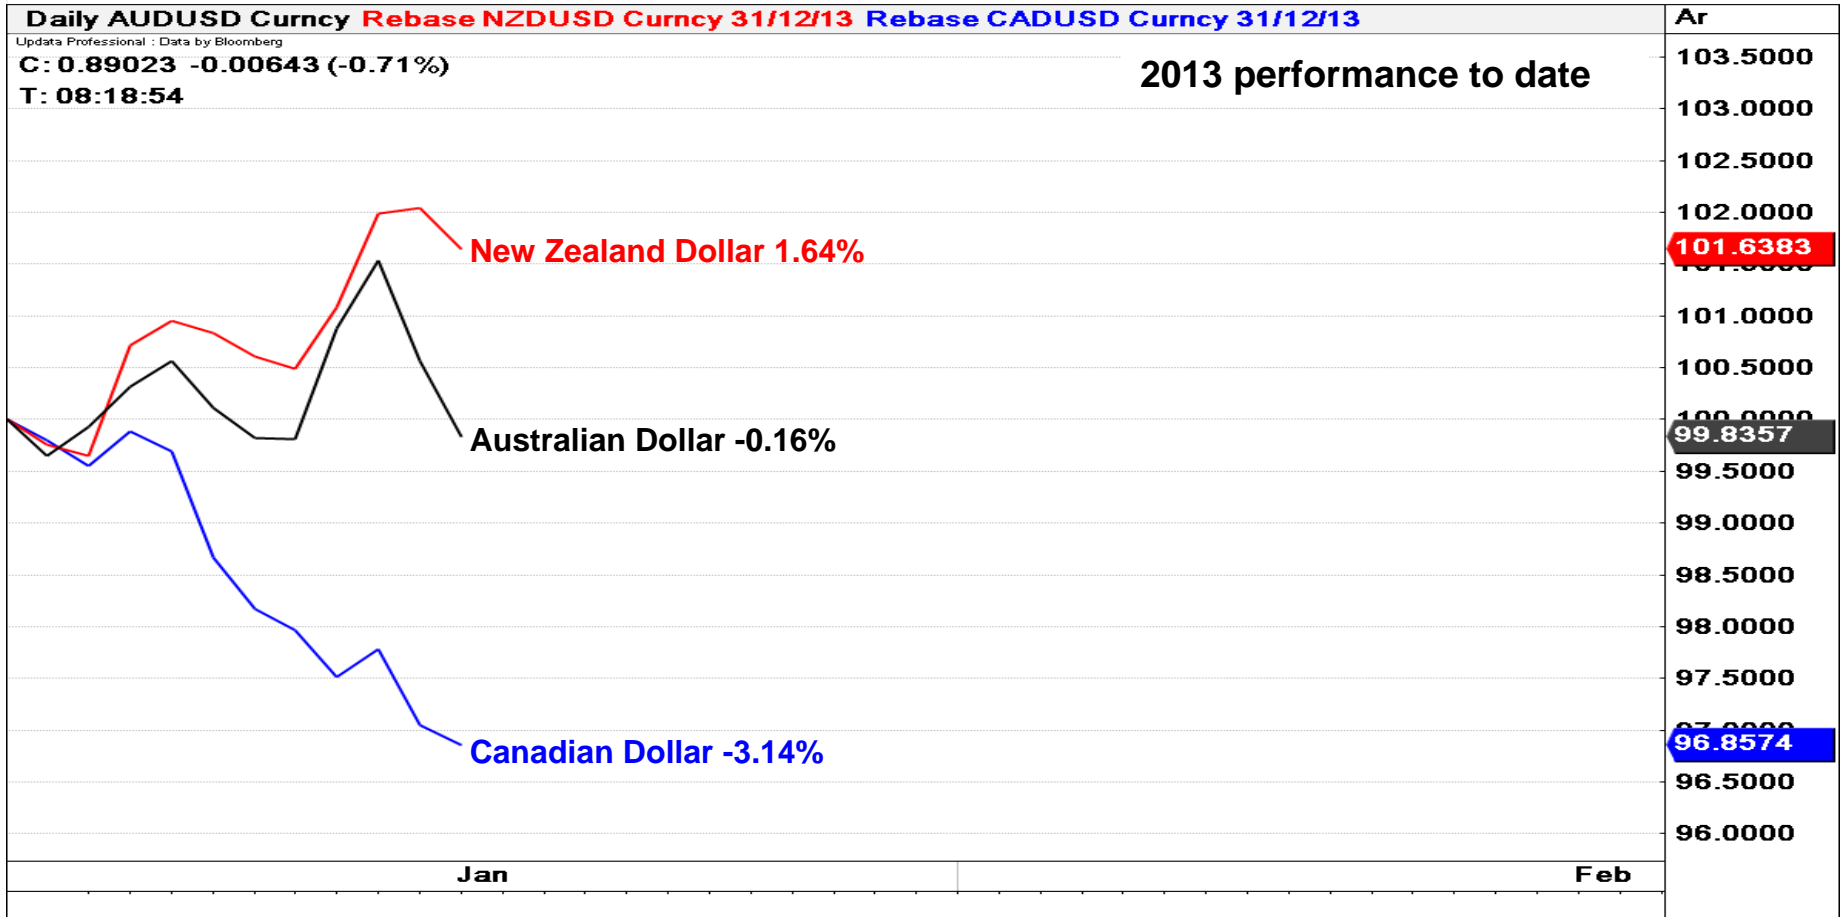 Daily AUDUSD Curncy Rebase NZDUSD Curncy 31/12/13 Rebase CADUSD Curncy 31/12/13
Ar
Updata Professional : Data by Bloomberg
C: 0.89023 -0.00643 (-0.71%)
T: 08:18:54
2013 performance to date
103.5000
103.0000
102.5000
102.0000
New Zealand Dollar 1.64%
101.6383
101.0000
100.5000
100.0000
Australian Dollar -0.16%
99.8357
99.5000
99.0000
98.5000
98.0000
97.5000
97.0000
Canadian Dollar -3.14%
96.8574
96.5000
96.0000
Jan
Feb